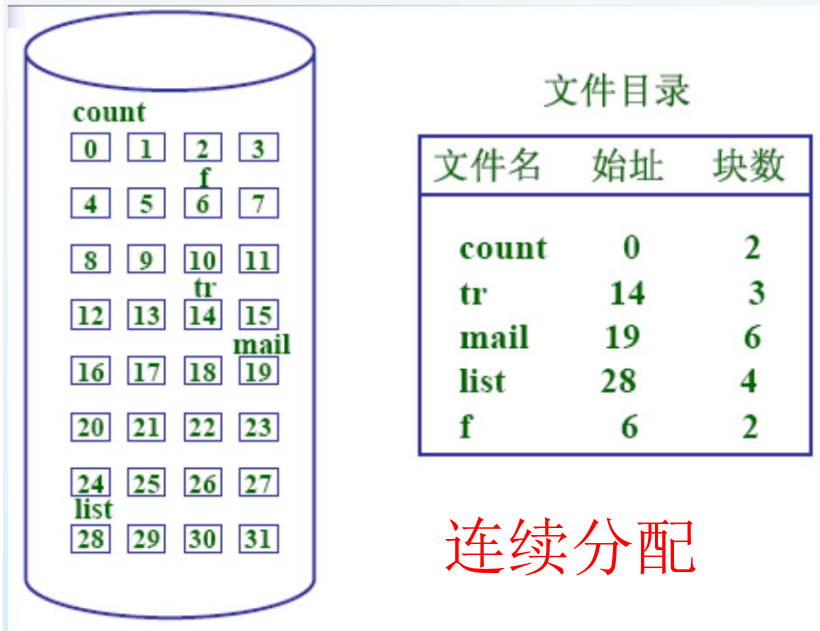 count
0 1 2 3
f
4 5 6 7
8 9 10 11
tr
12 13 14 15
mail
16 17 18 19
20 21 22 23
24 25 26 27
list
28 29 30 31
文件目录
文件名 始址 块数
count 0 2
tr 14 3
mail 19 6
list 28 4
f 6 2
连续分配